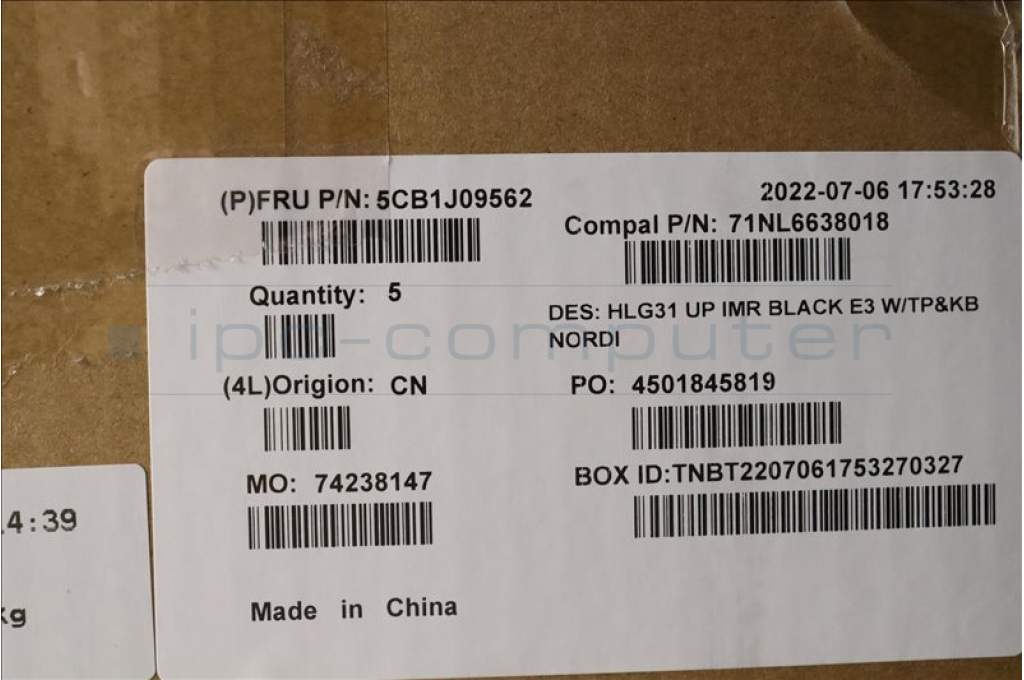 (P)FRU P/N: 5CB1J09562
2022-07-06 17:53:28
Compal P/N: 71NL6638018
Quantity: 5
DES: HLG31 UP IMR BLACK E3 W/TP&KB
NORDI
ipc-computer
(4L)Origion: CN
PO: 4501845819
MO: 74238147
BOX ID:TNBT2207061753270327
Made in China
4:39
Kg